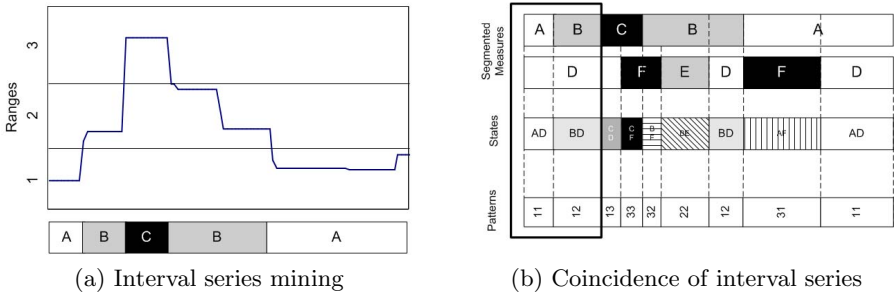 3
2
1
Ranges
A B C B A
(a) Interval series mining
Segmented
Measures
A B C B A
D F E D F D
States
AD BD C C B BE BD AF AD
D F F
Patterns
11 12 13 33 32 22 12 31 11
(b) Coincidence of interval series